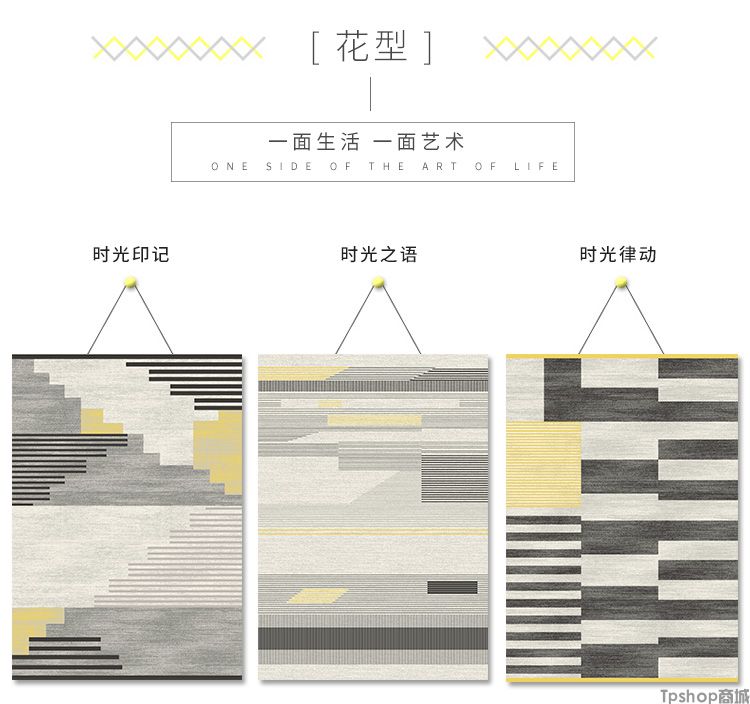 [ 花型 ]
一面生活 一面艺术
ONE SIDE OF THE ART OF LIFE
时光印记
时光之语
时光律动
Tpshop商城